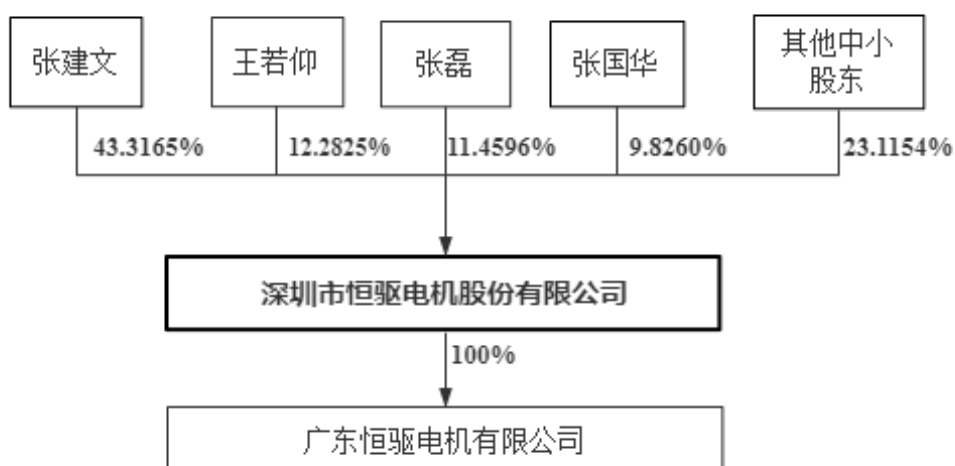 张建文
王若仰
张磊
张国华
其他中小
股东
43.3165%
12.2825%
11.4596%
9.8260%
23.1154%
深圳市恒驱电机股份有限公司
100%
广东恒驱电机有限公司